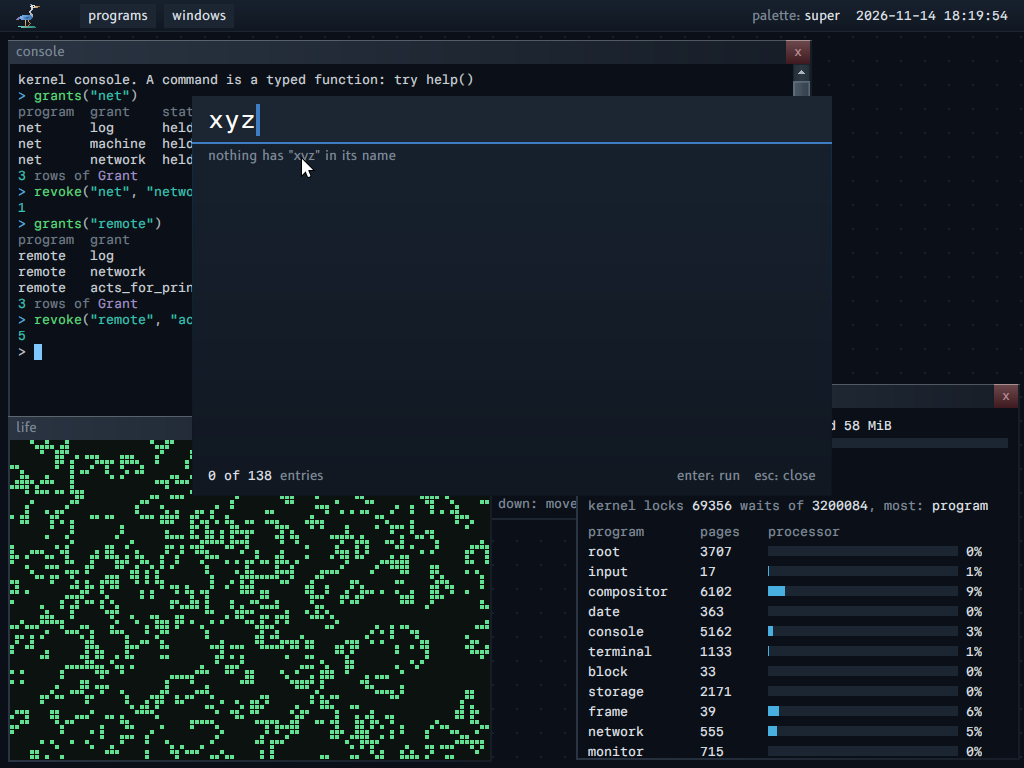 programs windows palette: super 2026-11-14 18:19:54
console x
kernel console. A command is a typed function: try help()
> grants("net")
program grant stat
net log held
net machine held
net network held
3 rows of Grant
> revoke("net", "netwo
1
> grants("remote")
program grant
remote log
remote network
remote acts_for_prin
3 rows of Grant
> revoke("remote", "ac
5
>
xyz
nothing has "xyz" in its name
0 of 138 entries enter: run esc: close
life
down: move
x
d 58 MiB
kernel locks 69356 waits of 3200084, most: program
program pages processor
root 3707 0%
input 17 1%
compositor 6102 9%
date 363 0%
console 5162 3%
terminal 1133 1%
block 33 0%
storage 2171 0%
frame 39 6%
network 555 5%
monitor 715 0%